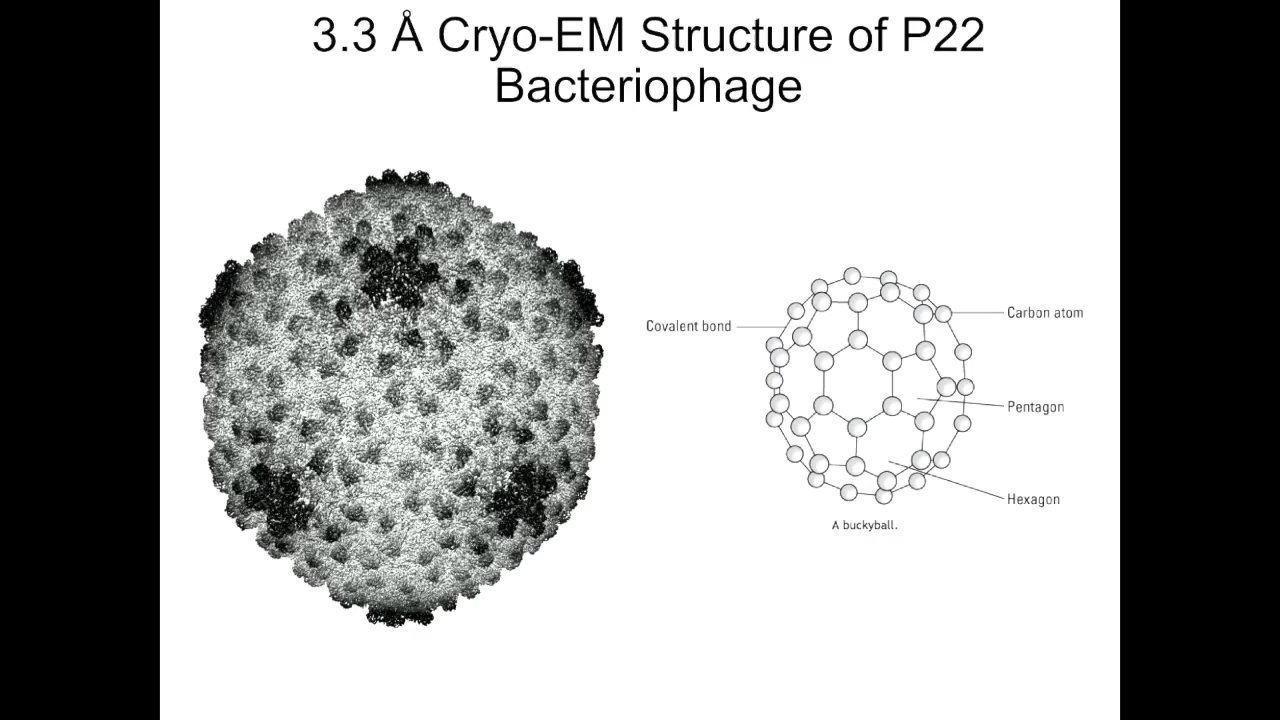 3.3 Å Cryo-EM Structure of P22
Bacteriophage
Covalent bond
Carbon atom
Pentagon
Hexagon
A buckyball.